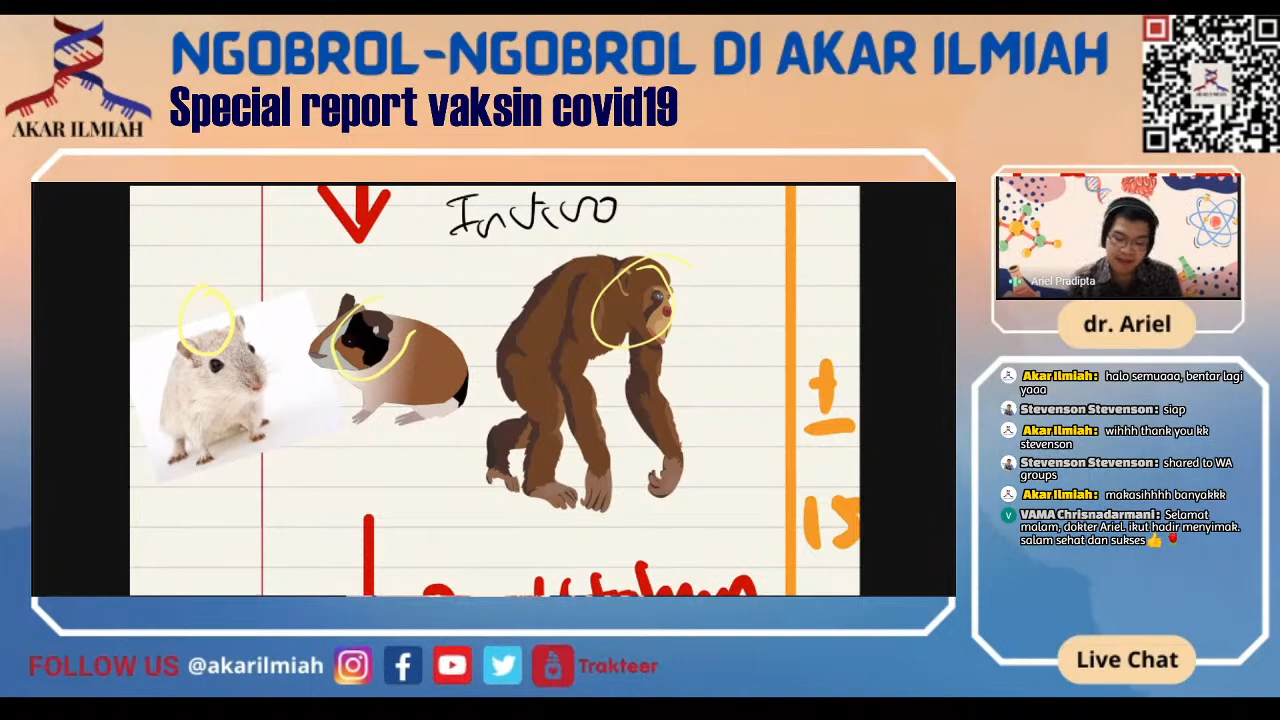 NGOBROL-NGOBROL DI AKAR ILMIAH
Special report vaksin covid19
AKAR ILMIAH
Ariel Pradipta
dr. Ariel
Akar Ilmiah : halo semuaaa, bentar lagi
yaaa
Stevenson Stevenson : siap
Akar Ilmiah : wihhh thank you kk
stevenson
Stevenson Stevenson : shared to WA
groups
Akar Ilmiah : makasihhhh banyakkk
V
VAMA Chrisnadarmani : Selamat
malam, dokter Ariel. ikut hadir menyimak.
salam sehat dan sukses👍🌹
Live Chat
±
15
FOLLOW US @akarilmiah
Trakteer